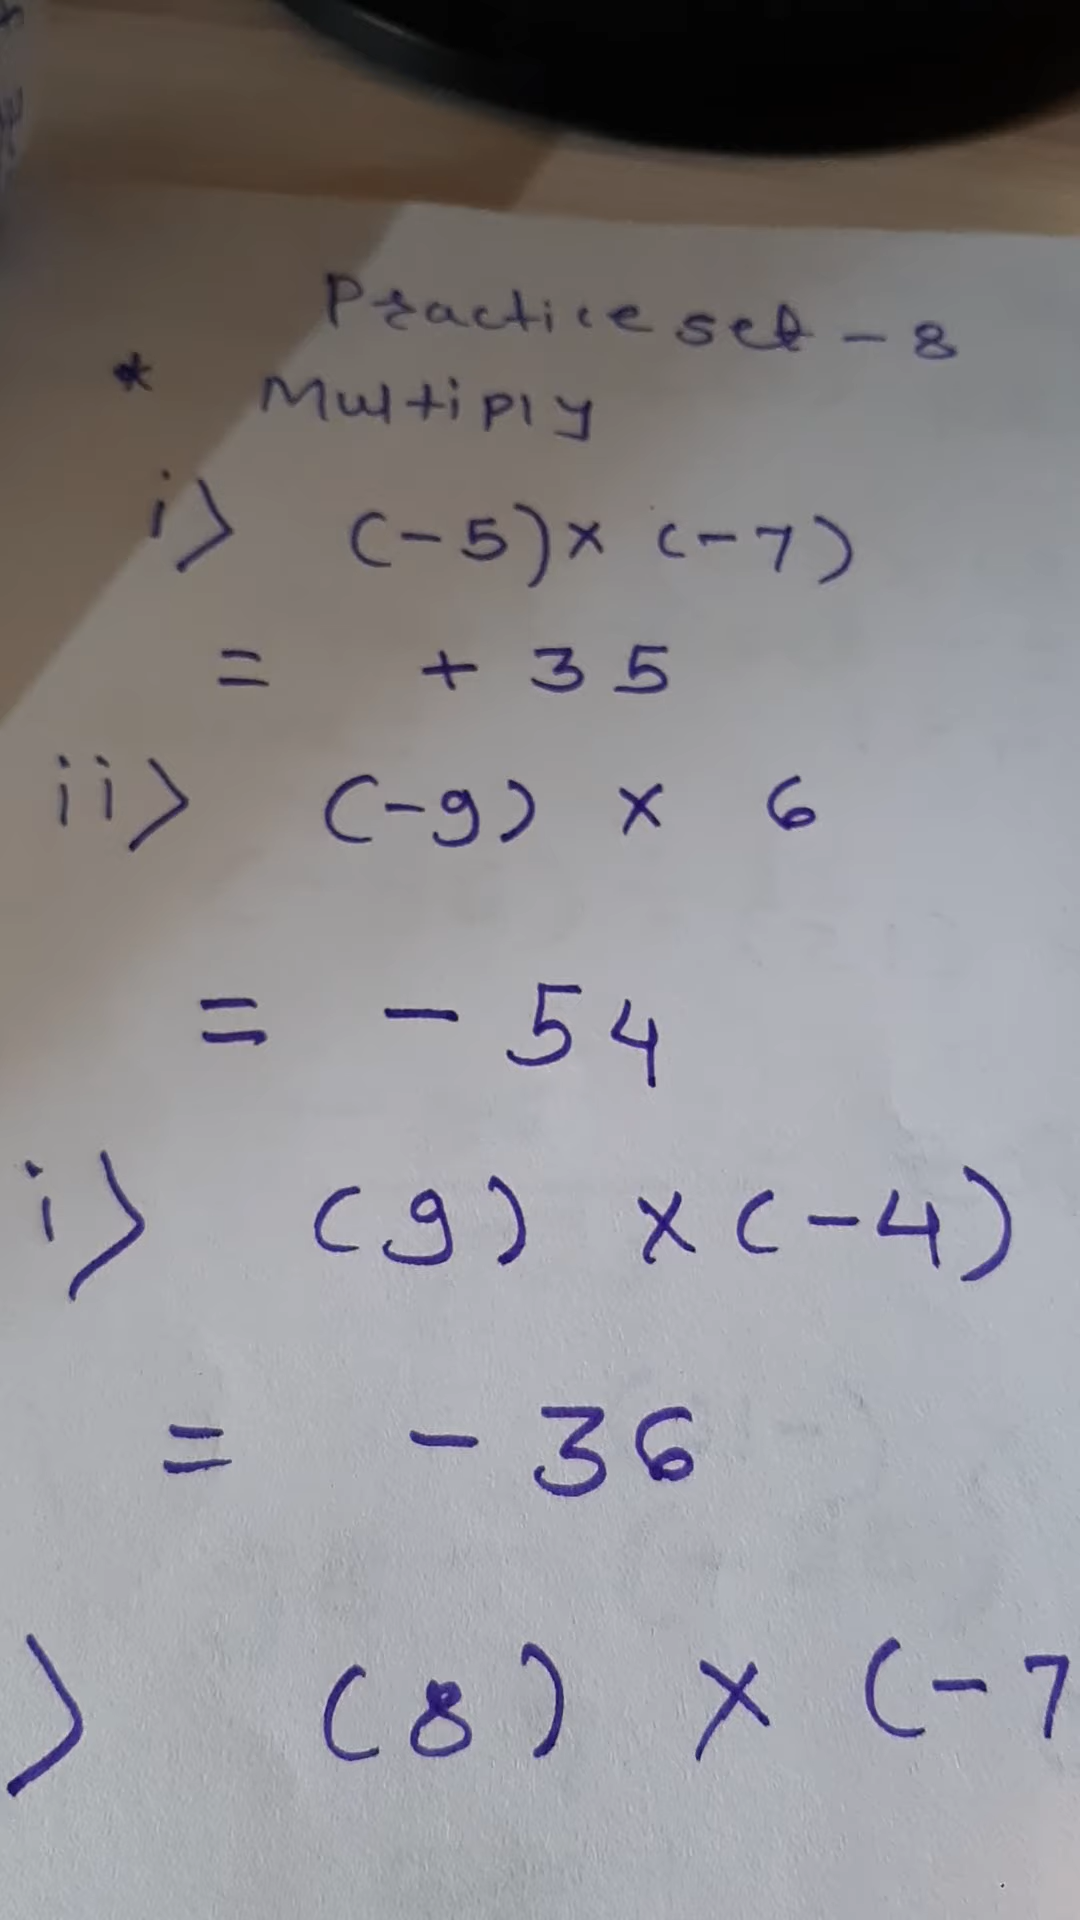 Practice set - 8
* Multiply
i> (-5) × (-7)
= + 35
ii> (-9) × 6
= - 54
i> (9) × (-4)
= - 36
> (8) × (-7